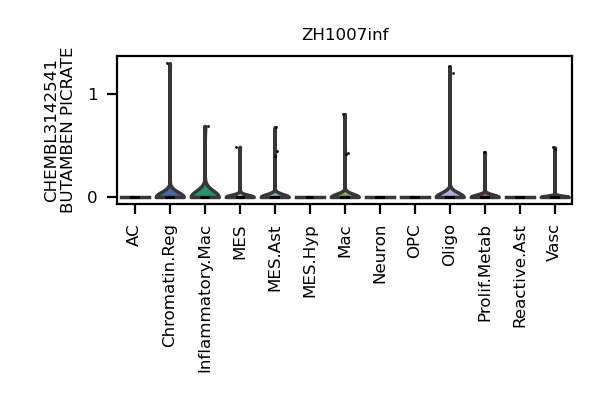 ZH1007inf
CHEMBL3142541
BUTAMBEN PICRATE
1
0
AC
Chromatin.Reg
Inflammatory.Mac
MES
MES.Ast
MES.Hyp
Mac
Neuron
OPC
Oligo
Prolif.Metab
Reactive.Ast
Vasc